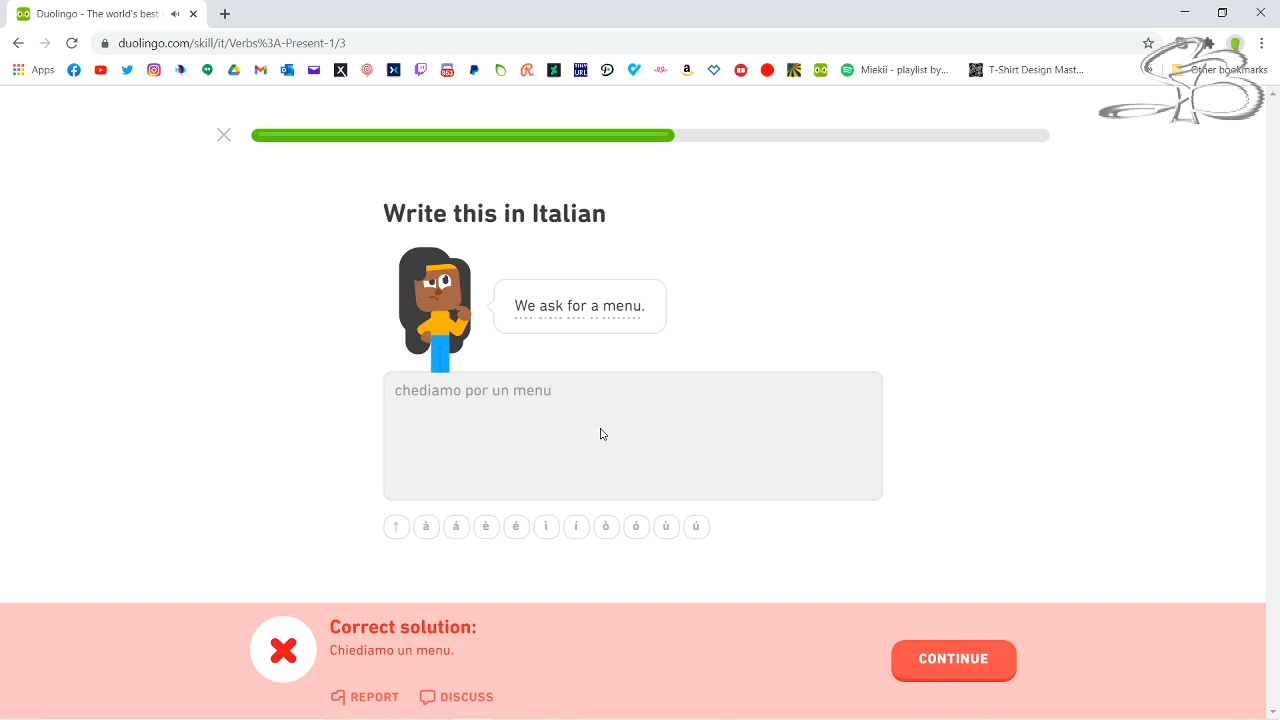 Duolingo - The world's best
duolingo.com/skill/it/Verbs%3A-Present-1/3
Apps
Miekii - playlist by...
T-Shirt Design Mast...
Other bookmarks
Write this in Italian
We ask for a menu.
chediamo por un menu
↑ à á è é ì í ò ó ù ú
Correct solution:
Chiediamo un menu.
CONTINUE
REPORT DISCUSS